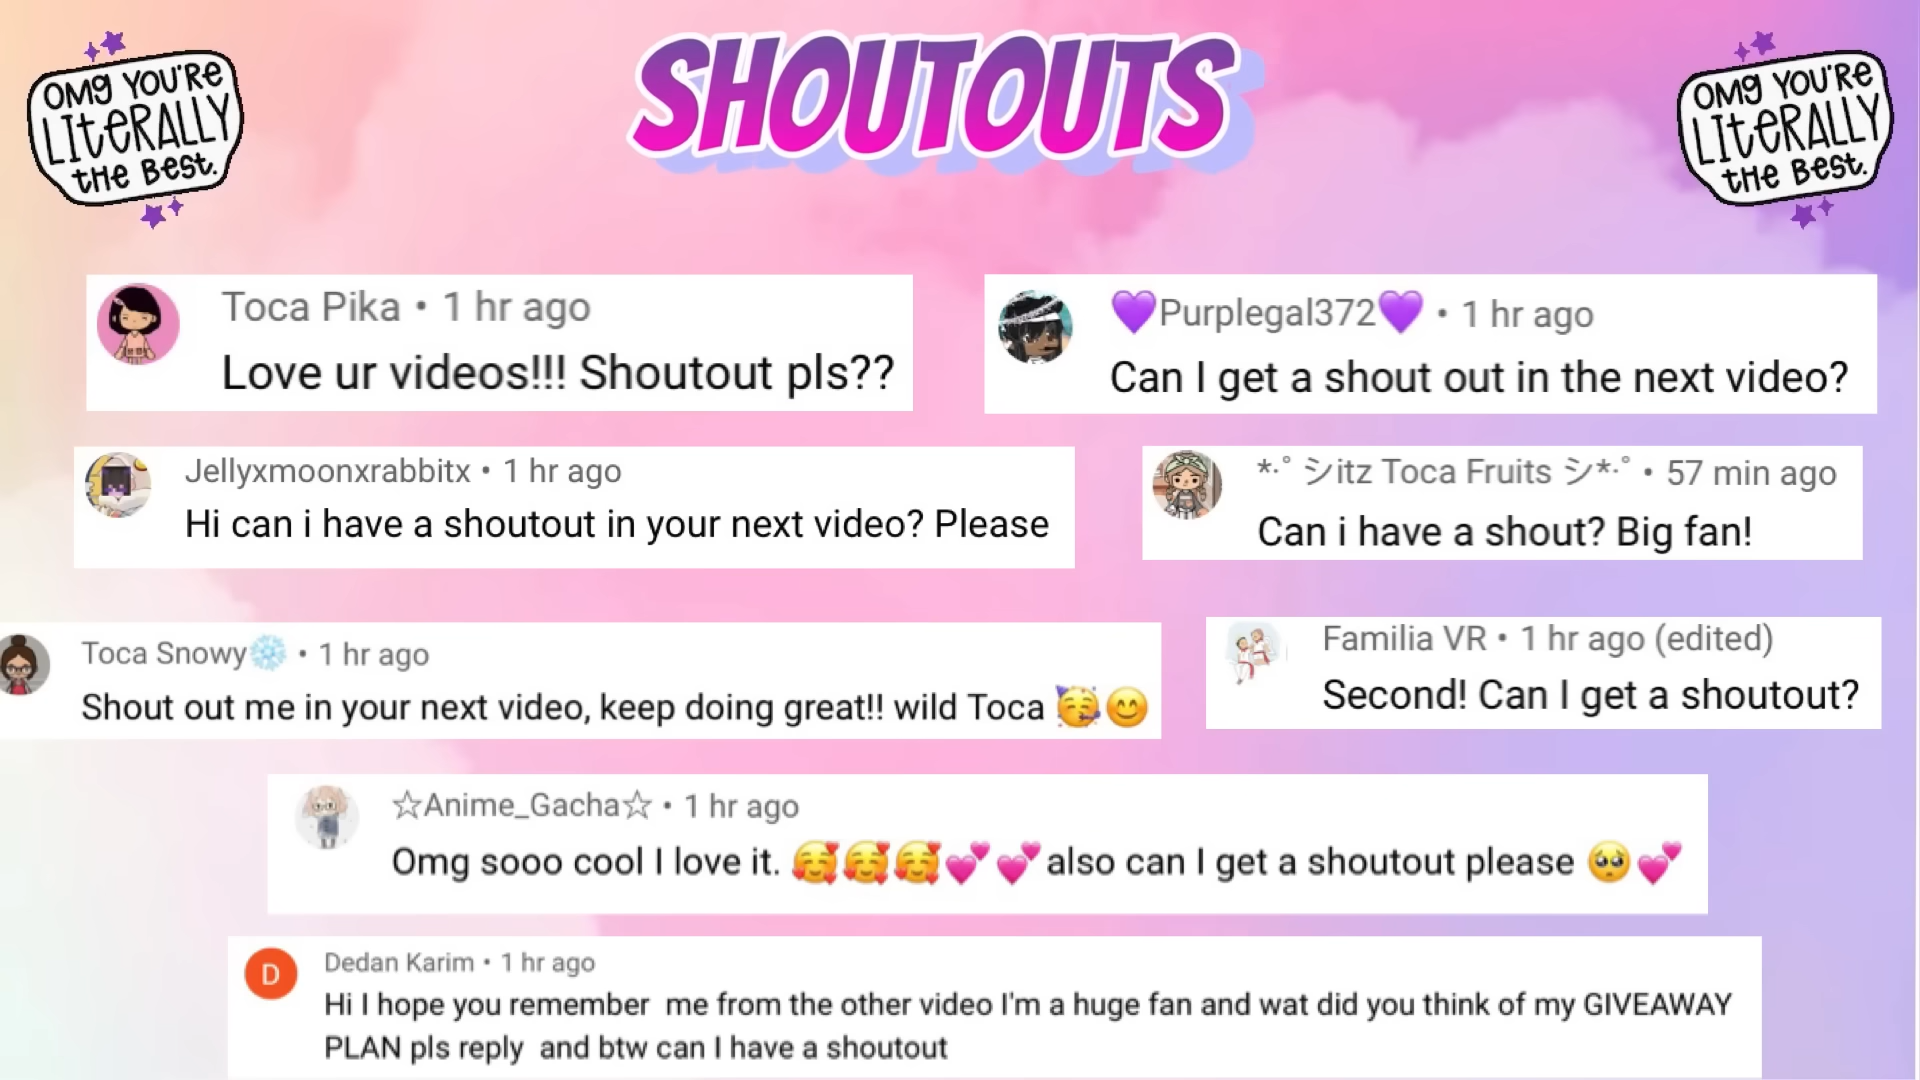 OMG YOU'RE
LITERALLY
THE BEST.
SHOUTOUTS
OMG YOU'RE
LITERALLY
THE BEST.
Toca Pika • 1 hr ago
Love ur videos!!! Shoutout pls??
💜Purplegal372💜 • 1 hr ago
Can I get a shout out in the next video?
Jellyxmoonxrabbitx • 1 hr ago
Hi can i have a shoutout in your next video? Please
*·˚ シitz Toca Fruits シ*·˚ • 57 min ago
Can i have a shout? Big fan!
Toca Snowy❄️ • 1 hr ago
Shout out me in your next video, keep doing great!! wild Toca 🥳😊
Familia VR • 1 hr ago (edited)
Second! Can I get a shoutout?
☆Anime_Gacha☆ • 1 hr ago
Omg sooo cool I love it. 🥰🥰🥰💕💕also can I get a shoutout please 🥺💕
D
Dedan Karim • 1 hr ago
Hi I hope you remember  me from the other video I'm a huge fan and wat did you think of my GIVEAWAY
PLAN pls reply  and btw can I have a shoutout